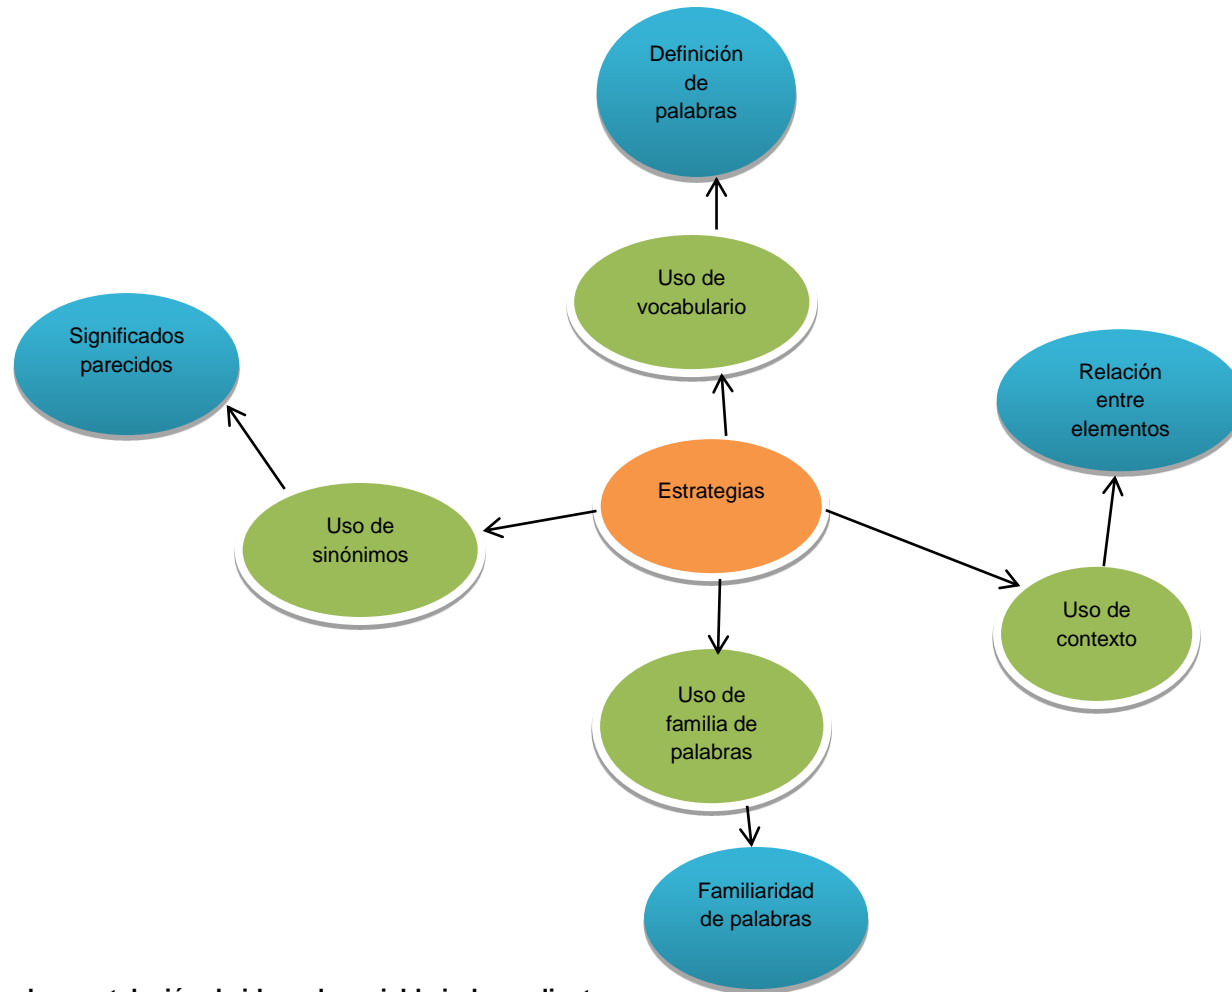 Definición
de
palabras
Uso de
vocabulario
Significados
parecidos
Relación
entre
elementos
Estrategias
Uso de
sinónimos
Uso de
contexto
Uso de
familia de
palabras
Familiaridad
de palabras